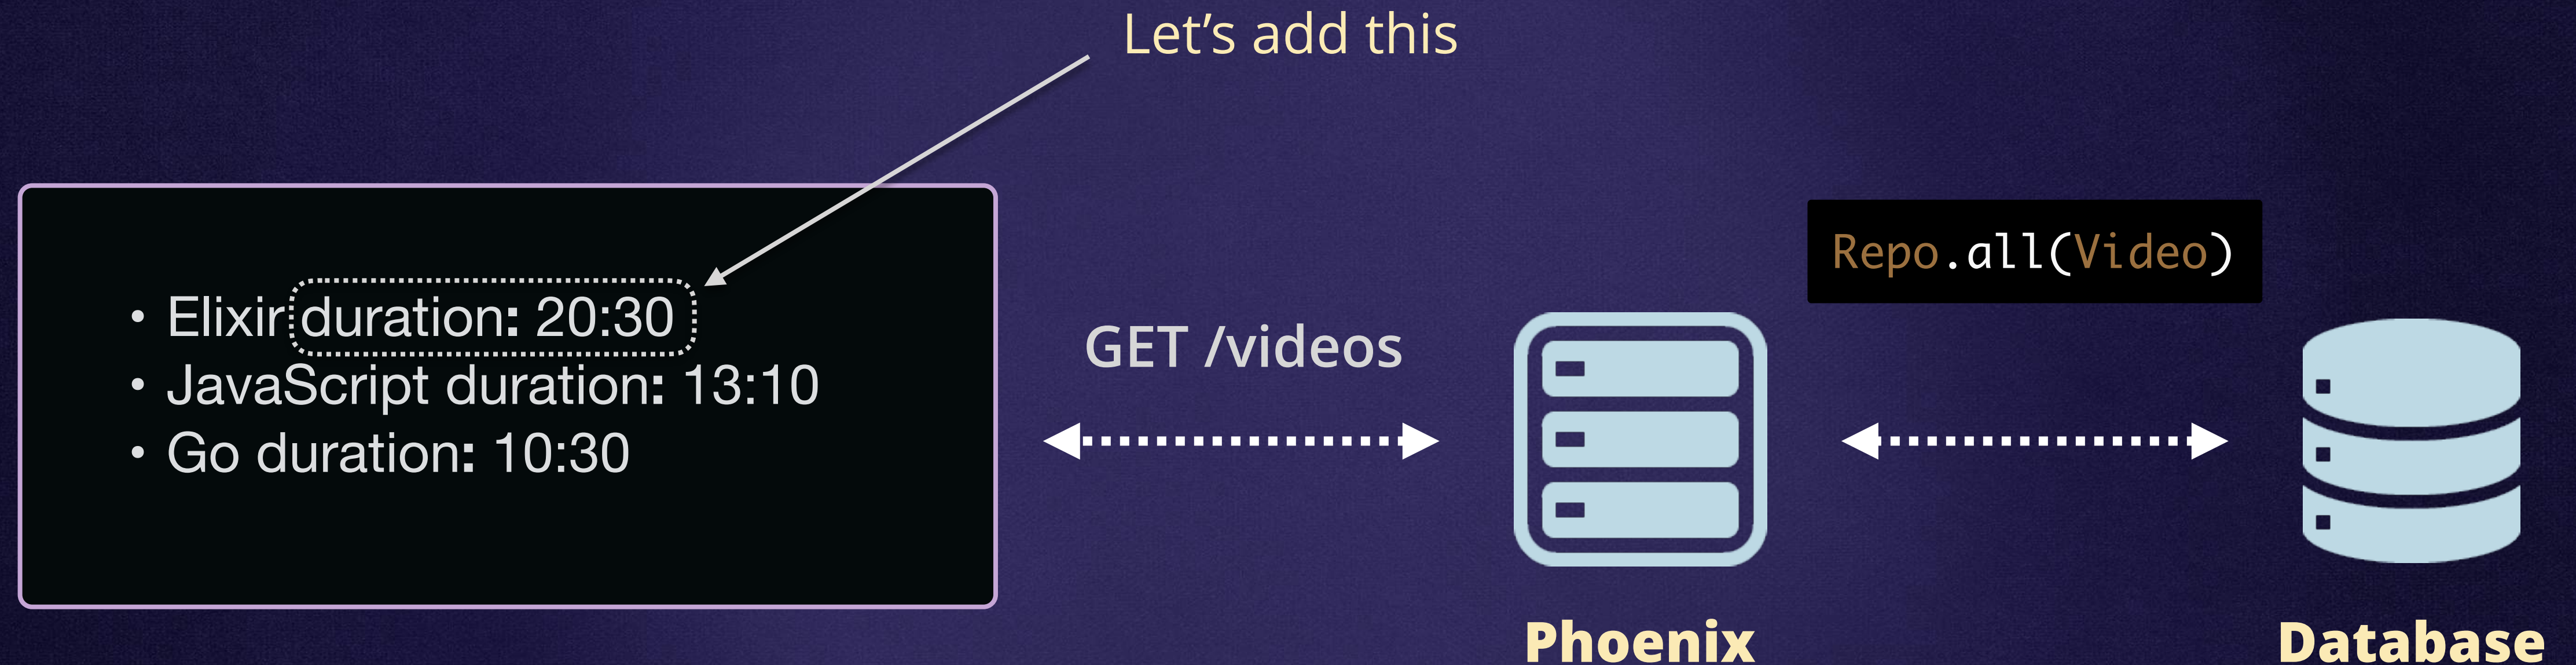 Let's add this
• Elixir duration: 20:30
• JavaScript duration: 13:10
• Go duration: 10:30
GET /videos
Repo.all(Video)
Phoenix
Database